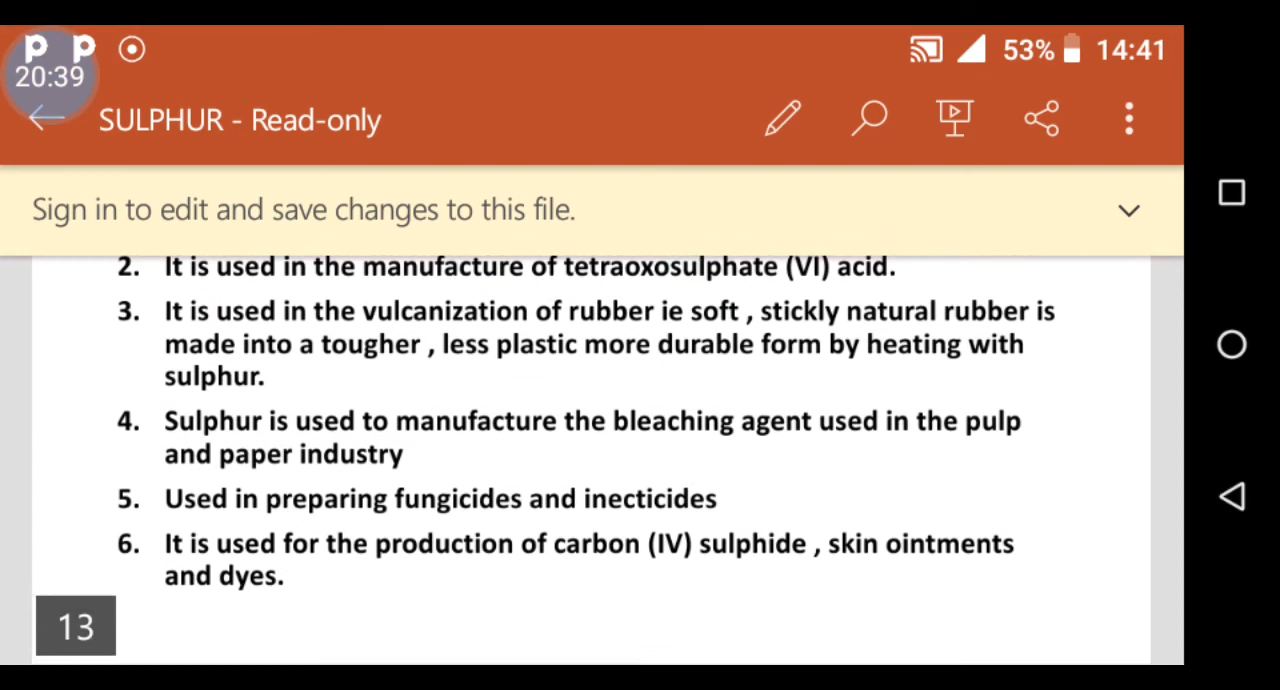 P P
20:39
53% 14:41
SULPHUR - Read-only
Sign in to edit and save changes to this file.
2. It is used in the manufacture of tetraoxosulphate (VI) acid.
3. It is used in the vulcanization of rubber ie soft , stickly natural rubber is
made into a tougher , less plastic more durable form by heating with
sulphur.
4. Sulphur is used to manufacture the bleaching agent used in the pulp
and paper industry
5. Used in preparing fungicides and inecticides
6. It is used for the production of carbon (IV) sulphide , skin ointments
and dyes.
13